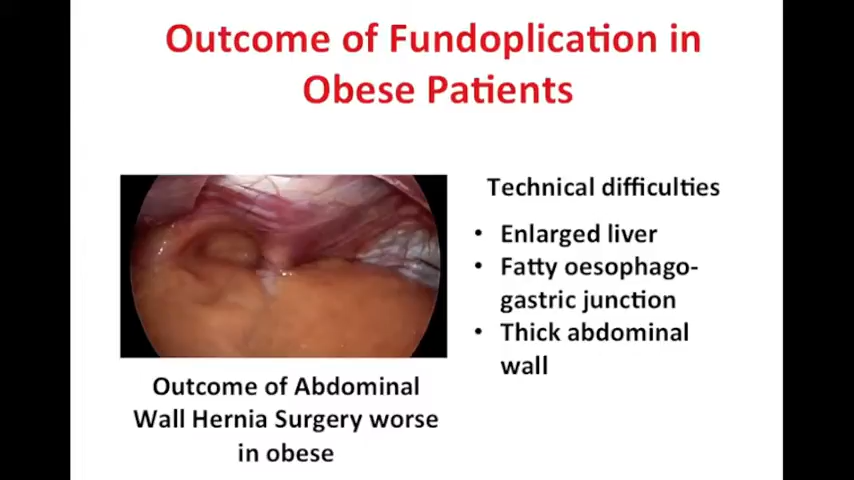 Outcome of Fundoplication in
Obese Patients
Technical difficulties
• Enlarged liver
• Fatty oesophago-
gastric junction
• Thick abdominal
wall
Outcome of Abdominal
Wall Hernia Surgery worse
in obese